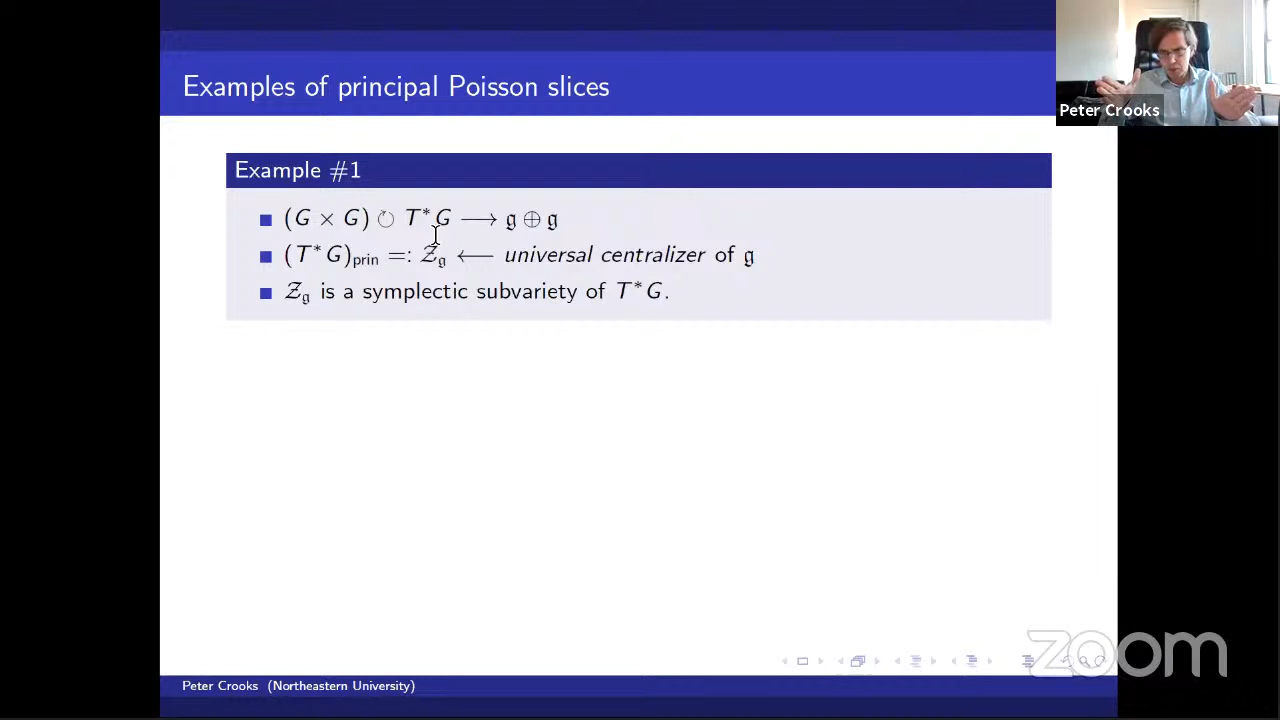 Examples of principal Poisson slices
Peter Crooks
Example #1
(G × G) ↻ T*G ⟶ 𝔤 ⊕ 𝔤
(T*G)prin =: 𝒵𝔤 ⟵ universal centralizer of 𝔤
𝒵𝔤 is a symplectic subvariety of T*G.
zoom
Peter Crooks (Northeastern University)